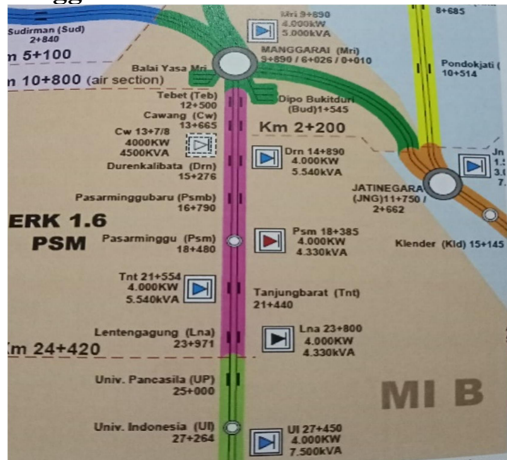 Sudirman (Sud)
2+840
m 5+100
m 10+800 (air section)
Mri 9+890
4.000KW
5.000kVA
MANGGARAI (Mri)
9+890 / 6+026 / 0+010
Balai Yasa Mri
8+685
Pondokjati (
10+514
Tebet (Teb)
12+500
Cawang (Cw)
13+665
Cw 13+7/8
4000KW
4500KVA
Dipo Bukitduri
(Bud)1+545
Km 2+200
Durenkalibata (Drn)
15+276
Drn 14+890
4.000KW
5.540kVA
Jn
JATINEGARA
(JNG)11+750 /
2+662
Pasarminggubaru (Psmb)
16+790
ERK 1.6
PSM
Pasarminggu (Psm)
18+480
Psm 18+385
4.000KW
4.330kVA
Klender (Kld) 15+145
Tnt 21+554
4.000KW
5.540kVA
Tanjungbarat (Tnt)
21+440
Lentengagung (Lna)
23+971
Lna 23+800
4.000KW
4.330kVA
Km 24+420
Univ. Pancasila (UP)
25+000
MI B
Univ. Indonesia (UI)
27+264
UI 27+450
4.000KW
7.500kVA